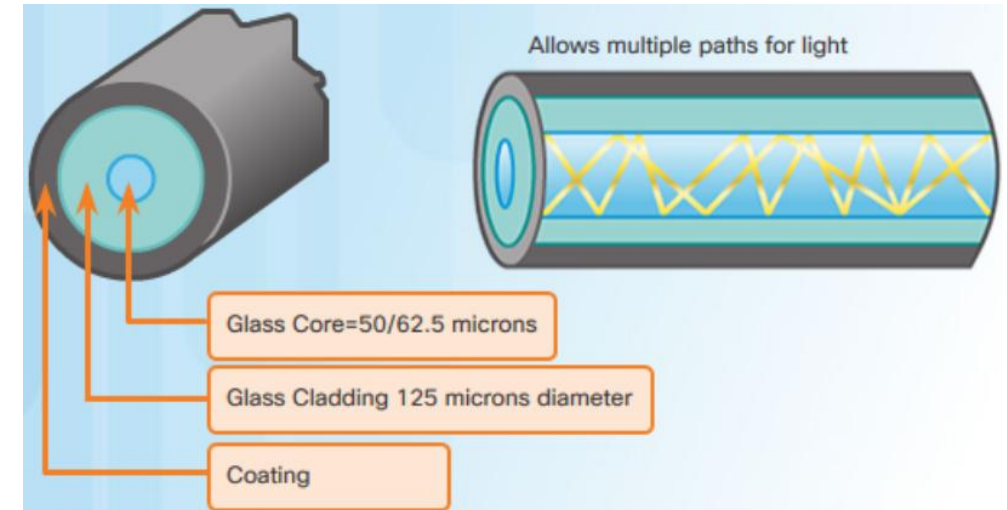 Allows multiple paths for light
Glass Core=50/62.5 microns
Glass Cladding 125 microns diameter
Coating